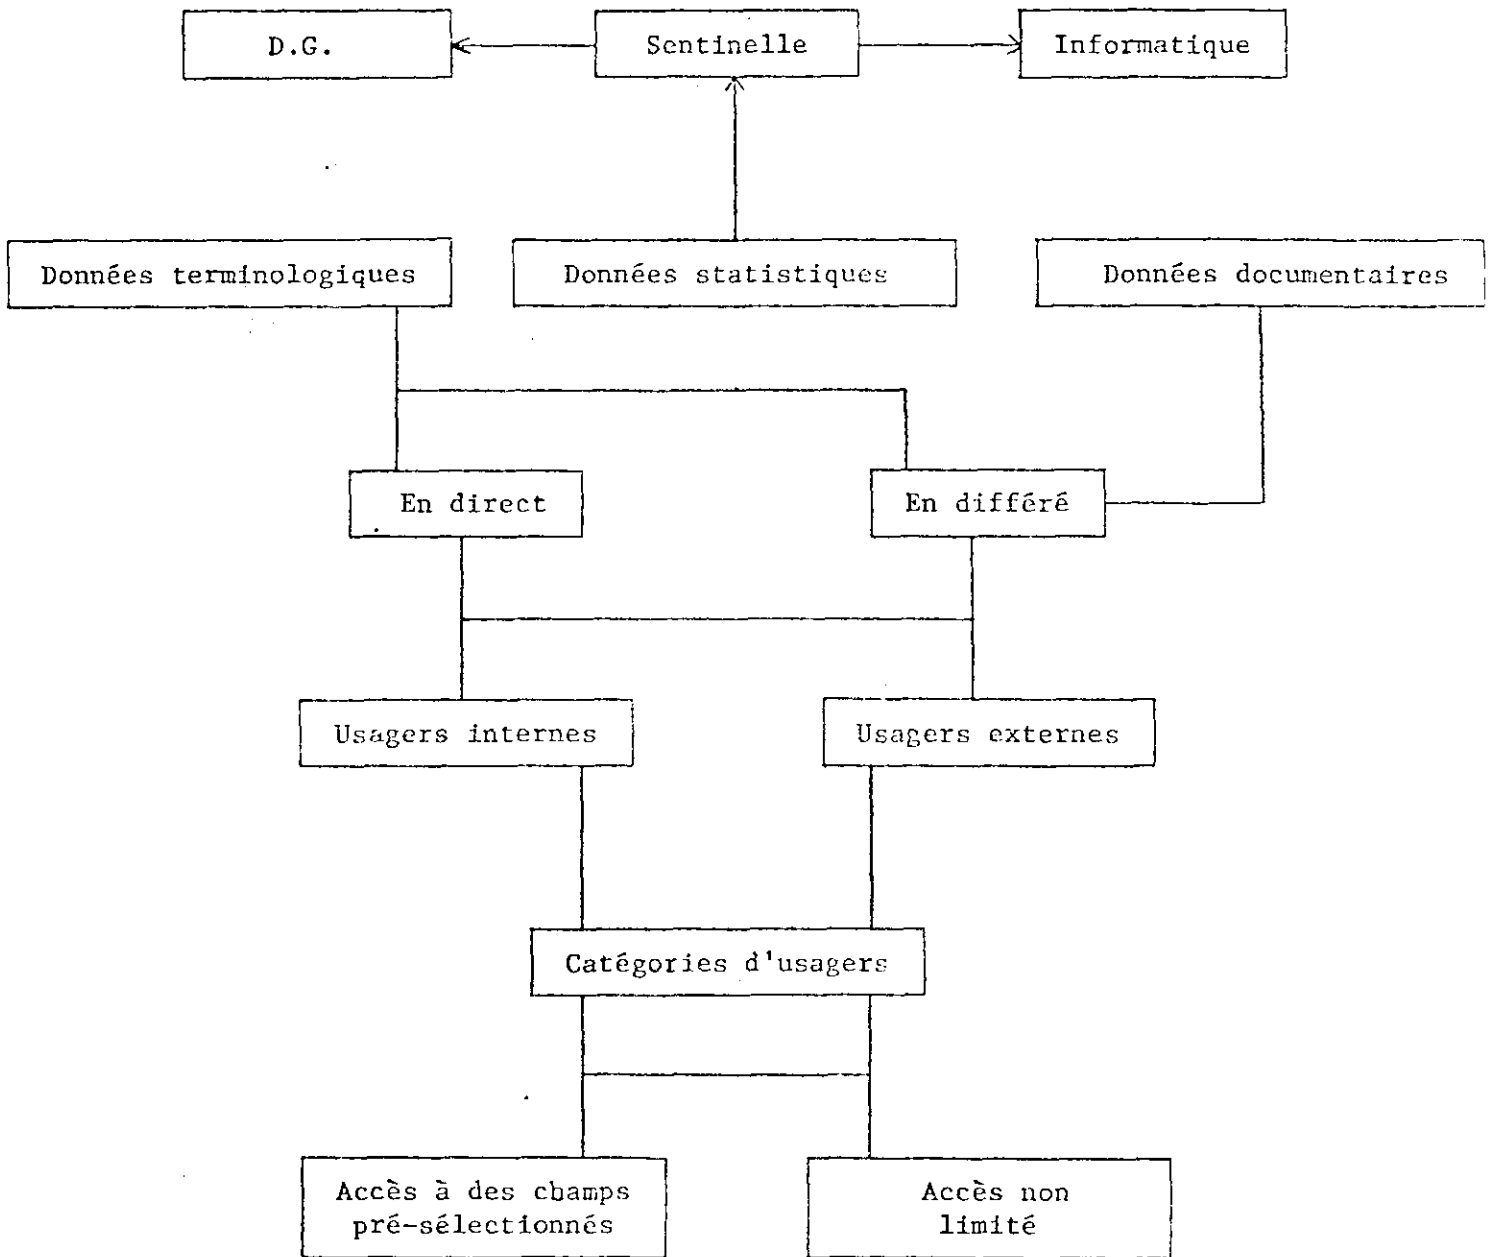 D.G.
Sentinelle
Informatique
Données terminologiques
Données statistiques
Données documentaires
En direct
En différé
Usagers internes
Usagers externes
Catégories d'usagers
Accès à des champs
pré-sélectionnés
Accès non
limité